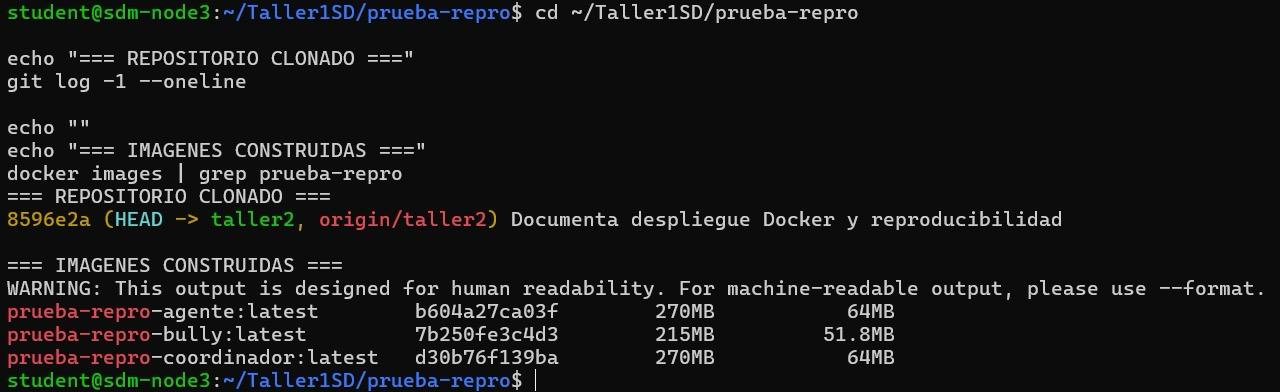 student@sdm-node3:~/Taller1SD/prueba-repro$ cd ~/Taller1SD/prueba-repro
echo "=== REPOSITORIO CLONADO ==="
git log -1 --oneline
echo ""
echo "=== IMAGENES CONSTRUIDAS ==="
docker images | grep prueba-repro
=== REPOSITORIO CLONADO ===
8596e2a (HEAD -> taller2, origin/taller2) Documenta despliegue Docker y reproducibilidad
=== IMAGENES CONSTRUIDAS ===
WARNING: This output is designed for human readability. For machine-readable output, please use --format.
prueba-repro-agente:latest b604a27ca03f 270MB 64MB
prueba-repro-bully:latest 7b250fe3c4d3 215MB 51.8MB
prueba-repro-coordinador:latest d30b76f139ba 270MB 64MB
student@sdm-node3:~/Taller1SD/prueba-repro$